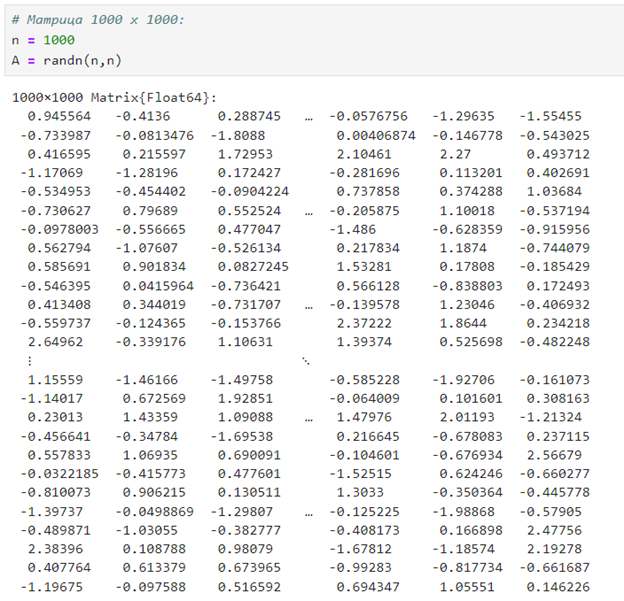 # Матрица 1000 x 1000:
n = 1000
A = randn(n,n)
1000×1000 Matrix{Float64}:
0.945564 -0.4136 0.288745 … -0.0576756 -1.29635 -1.55455
-0.733987 -0.0813476 -1.8088 0.00406874 -0.146778 -0.543025
0.416595 0.215597 1.72953 2.10461 2.27 0.493712
-1.17069 -1.28196 0.172427 -0.281696 0.113201 0.402691
-0.534953 -0.454402 -0.0904224 0.737858 0.374288 1.03684
-0.730627 0.79689 0.552524 … -0.205875 1.10018 -0.537194
-0.0978003 -0.556665 0.477047 -1.486 -0.628359 -0.915956
0.562794 -1.07607 -0.526134 0.217834 1.1874 -0.744079
0.585691 0.901834 0.0827245 1.53281 0.17808 -0.185429
-0.546395 0.0415964 -0.736421 0.566128 -0.838803 0.172493
0.413408 0.344019 -0.731707 … -0.139578 1.23046 -0.406932
-0.559737 -0.124365 -0.153766 2.37222 1.8644 0.234218
2.64962 -0.339176 1.10631 1.39374 0.525698 -0.482248
⋮ ⋱
1.15559 -1.46166 -1.49758 -0.585228 -1.92706 -0.161073
-1.14017 0.672569 1.92851 -0.064009 0.101601 0.308163
0.23013 1.43359 1.09088 … 1.47976 2.01193 -1.21324
-0.456641 -0.34784 -1.69538 0.216645 -0.678083 0.237115
0.557833 1.06935 0.690091 -0.104601 -0.676934 2.56679
-0.0322185 -0.415773 0.477601 -1.52515 0.624246 -0.660277
-0.810073 0.906215 0.130511 1.3033 -0.350364 -0.445778
-1.39737 -0.0498869 -1.29807 … -0.125225 -1.98868 -0.57905
-0.489871 -1.03055 -0.382777 -0.408173 0.166898 2.47756
2.38396 0.108788 0.98079 -1.67812 -1.18574 2.19278
0.407764 0.613379 0.673965 -0.99283 -0.817734 -0.661687
-1.19675 -0.097588 0.516592 0.694347 1.05551 0.146226